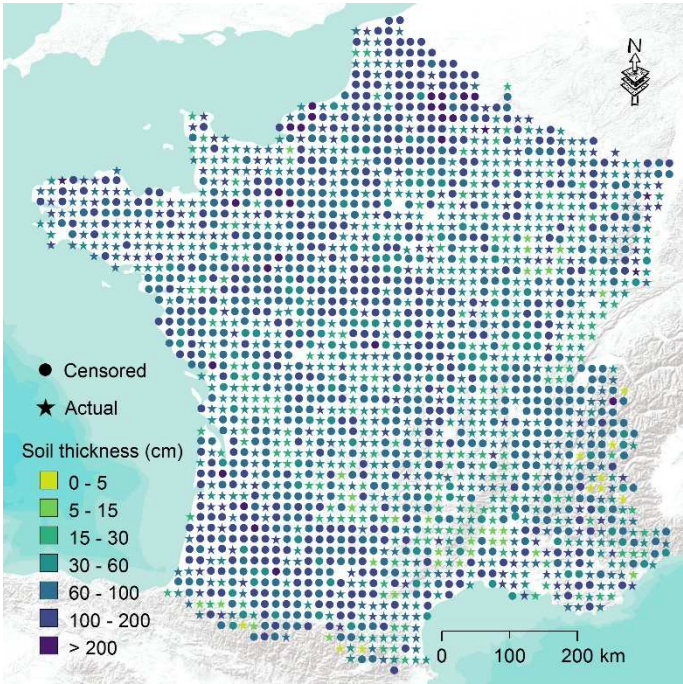 N
Censored
Actual
Soil thickness (cm)
0 - 5
5 - 15
15 - 30
30 - 60
60 - 100
100 - 200
> 200
0 100 200 km